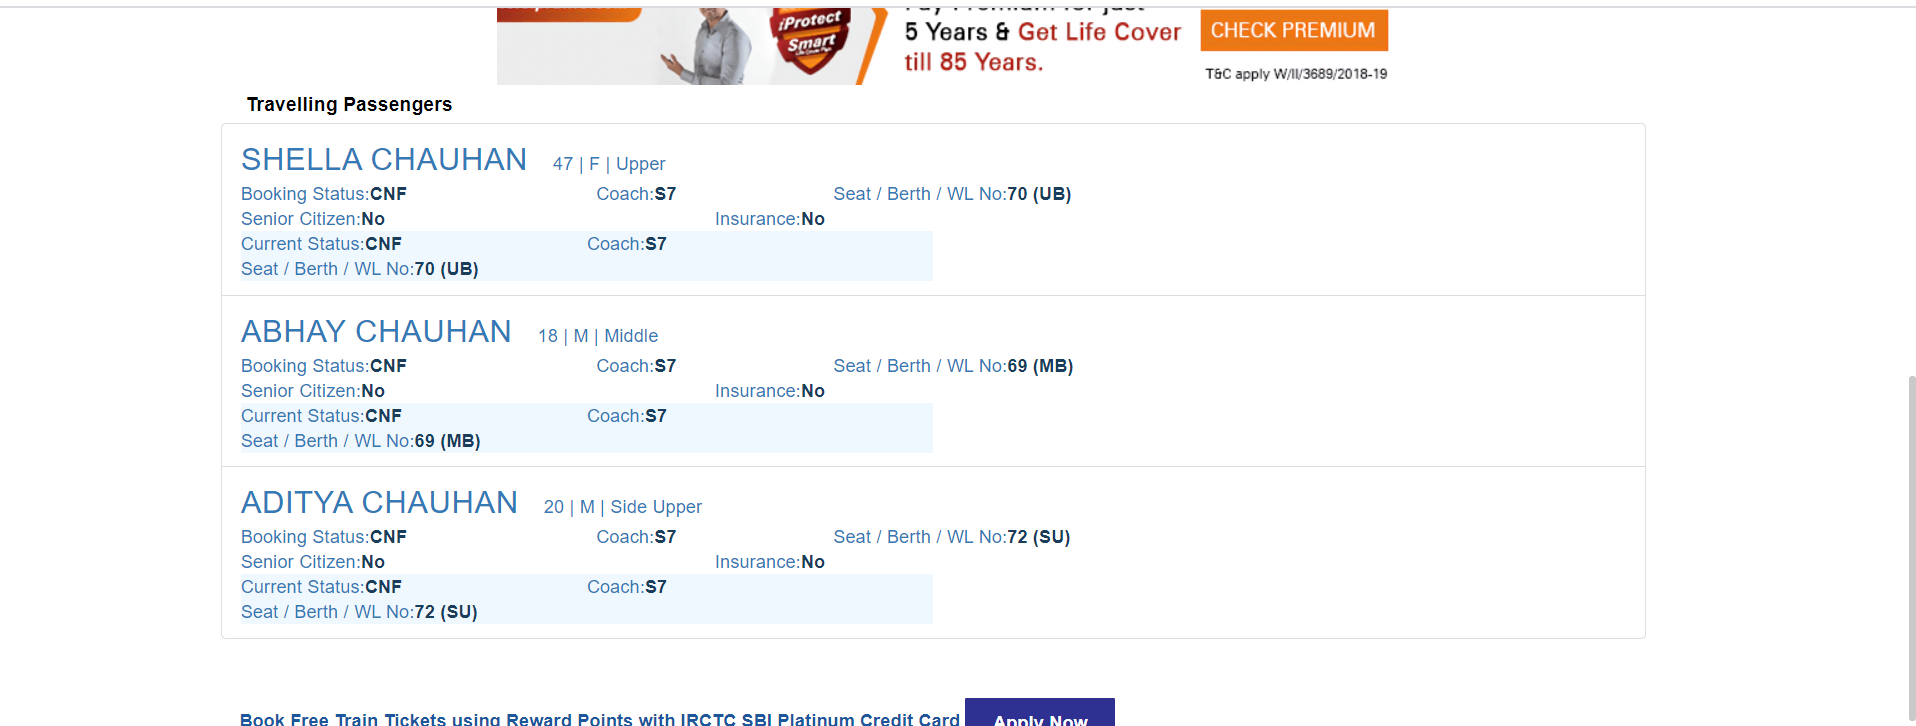 iProtect
Smart
5 Years & Get Life Cover
till 85 Years.
CHECK PREMIUM
T&C apply W/II/3689/2018-19
Travelling Passengers
SHELLA CHAUHAN 47 | F | Upper
Booking Status:CNF Coach:S7 Seat / Berth / WL No:70 (UB)
Senior Citizen:No Insurance:No
Current Status:CNF Coach:S7
Seat / Berth / WL No:70 (UB)
ABHAY CHAUHAN 18 | M | Middle
Booking Status:CNF Coach:S7 Seat / Berth / WL No:69 (MB)
Senior Citizen:No Insurance:No
Current Status:CNF Coach:S7
Seat / Berth / WL No:69 (MB)
ADITYA CHAUHAN 20 | M | Side Upper
Booking Status:CNF Coach:S7 Seat / Berth / WL No:72 (SU)
Senior Citizen:No Insurance:No
Current Status:CNF Coach:S7
Seat / Berth / WL No:72 (SU)
Book Free Train Tickets using Reward Points with IRCTC SBI Platinum Credit Card Apply Now